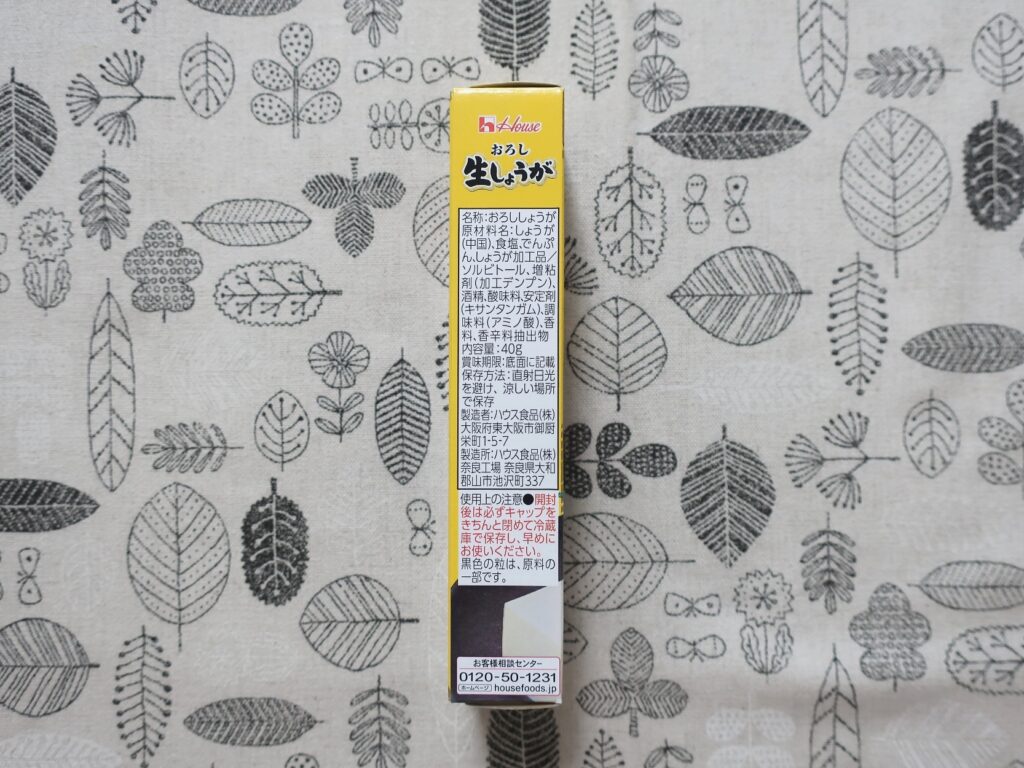 House
おろし
生しょうが
名称:おろししょうが
原材料名:しょうが
(中国)、食塩、でんぷ
ん、しょうが加工品/
ソルビトール、増粘
剤(加工デンプン)、
酒精、酸味料、安定剤
(キサンタンガム)、調
味料(アミノ酸)、香
料、香辛料抽出物
内容量:40g
賞味期限:底面に記載
保存方法:直射日光
を避け、涼しい場所
で保存
製造者:ハウス食品(株)
大阪府東大阪市御厨
栄町1-5-7
製造所:ハウス食品(株)
奈良工場 奈良県大和
郡山市池沢町337
使用上の注意●開封
後は必ずキャップを
きちんと閉めて冷蔵
庫で保存し、早めに
お使いください。
黒色の粒は、原料の
一部です。
お客様相談センター
0120-50-1231
ホームページ housefoods.jp